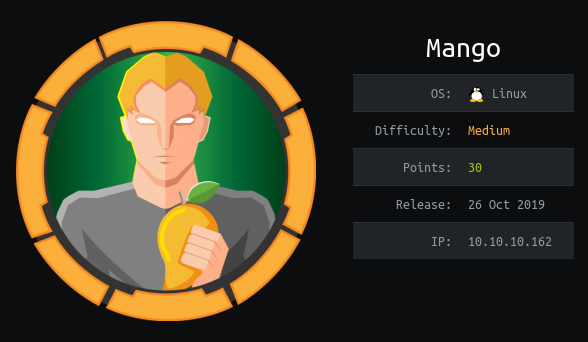 Mango
OS: Linux
Difficulty: Medium
Points: 30
Release: 26 Oct 2019
IP: 10.10.10.162